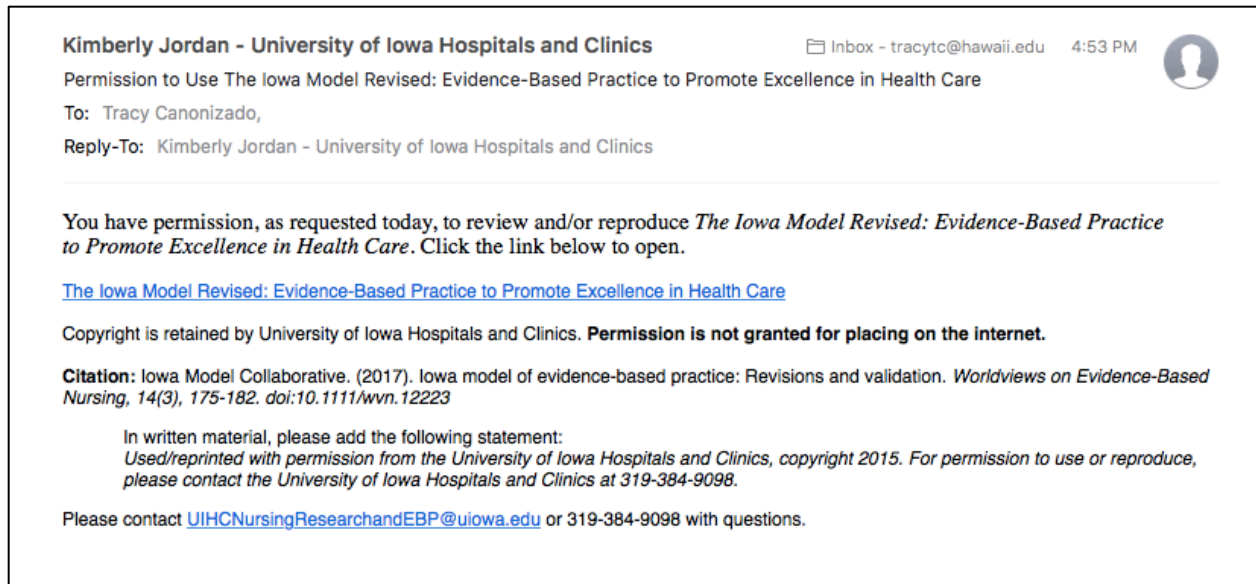 Kimberly Jordan - University of Iowa Hospitals and Clinics
Inbox - tracytc@hawaii.edu 4:53 PM
Permission to Use The Iowa Model Revised: Evidence-Based Practice to Promote Excellence in Health Care
To: Tracy Canonizado,
Reply-To: Kimberly Jordan - University of Iowa Hospitals and Clinics
You have permission, as requested today, to review and/or reproduce The Iowa Model Revised: Evidence-Based Practice
to Promote Excellence in Health Care. Click the link below to open.
The Iowa Model Revised: Evidence-Based Practice to Promote Excellence in Health Care
Copyright is retained by University of Iowa Hospitals and Clinics. Permission is not granted for placing on the internet.
Citation: Iowa Model Collaborative. (2017). Iowa model of evidence-based practice: Revisions and validation. Worldviews on Evidence-Based
Nursing, 14(3), 175-182. doi:10.1111/wvn.12223
In written material, please add the following statement:
Used/reprinted with permission from the University of Iowa Hospitals and Clinics, copyright 2015. For permission to use or reproduce,
please contact the University of Iowa Hospitals and Clinics at 319-384-9098.
Please contact UIHCNursingResearchandEBP@uiowa.edu or 319-384-9098 with questions.